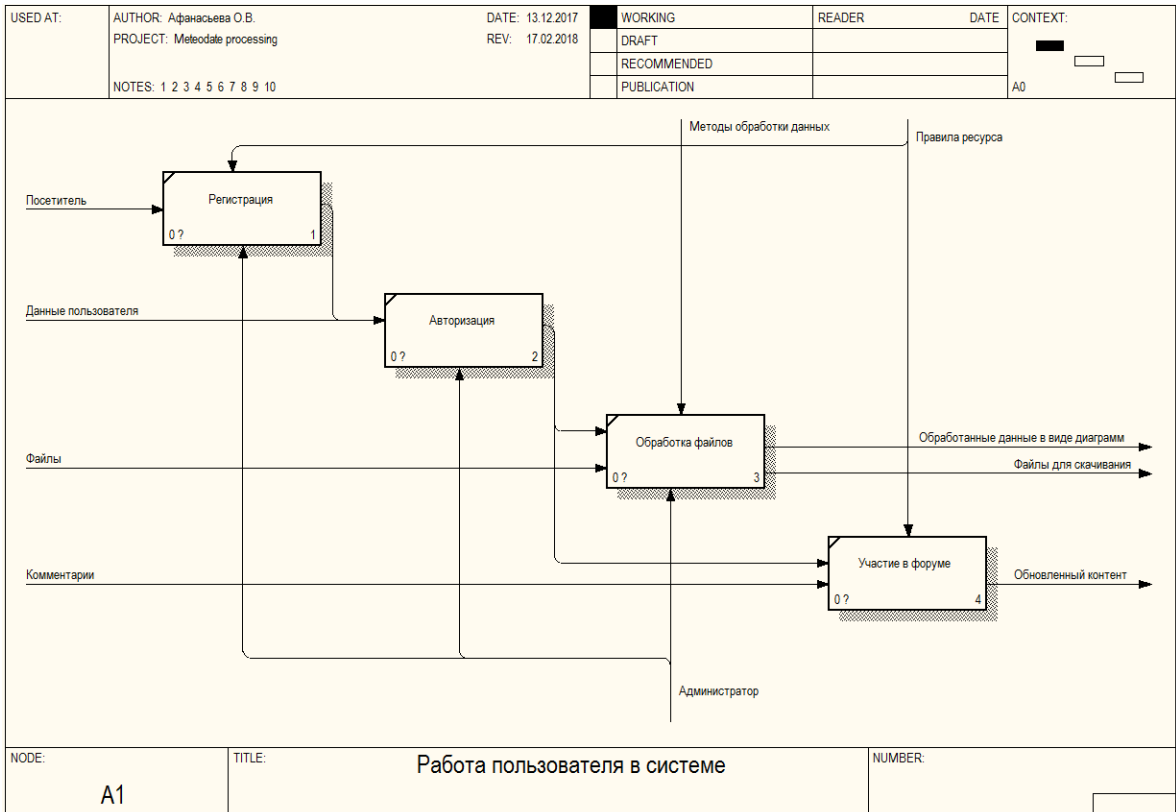 USED AT:
AUTHOR: Афанасьева О.В.
DATE: 13.12.2017
PROJECT: Meteodate processing
REV: 17.02.2018
NOTES: 1 2 3 4 5 6 7 8 9 10
WORKING
DRAFT
RECOMMENDED
PUBLICATION
READER
DATE
CONTEXT:
A0
Методы обработки данных
Правила ресурса
Посетитель
Регистрация
0 ?
1
Данные пользователя
Авторизация
0 ?
2
Файлы
Обработка файлов
0 ?
3
Обработанные данные в виде диаграмм
Файлы для скачивания
Комментарии
Участие в форуме
0 ?
4
Обновленный контент
Администратор
NODE:
A1
TITLE:
Работа пользователя в системе
NUMBER: